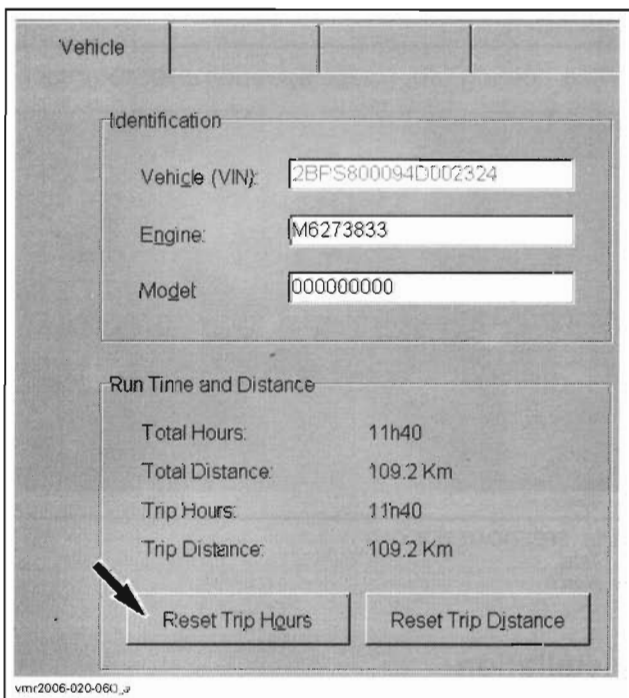 Vehicle
Identification
Vehicle (VIN): 2BPS800094D002324
Engine: M6273833
Model: 000000000
Run Time and Distance
Total Hours: 11h40
Total Distance: 109.2 Km
Trip Hours: 11h40
Trip Distance: 109.2 Km
Reset Trip Hours Reset Trip Distance
vmr2006-020-060_a